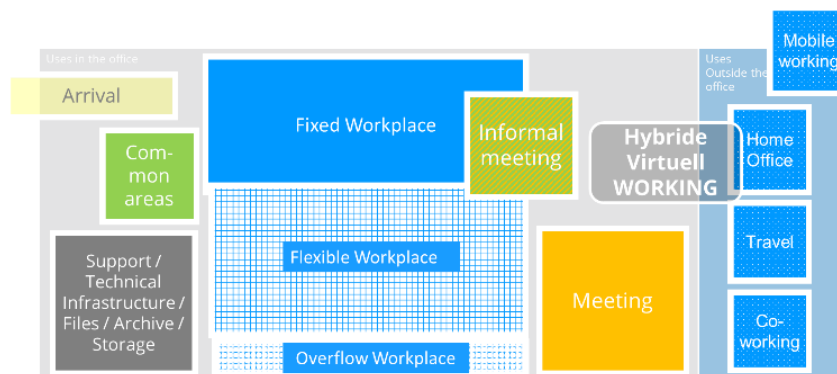 Uses in the office
Arrival
Com-
mon
areas
Support /
Technical
Infrastructure /
Files / Archive /
Storage
Fixed Workplace
Informal
meeting
Flexible Workplace
Overflow Workplace
Meeting
Hybride
Virtuell
WORKING
Uses
Outside the
office
Mobile
working
Home
Office
Travel
Co-
working